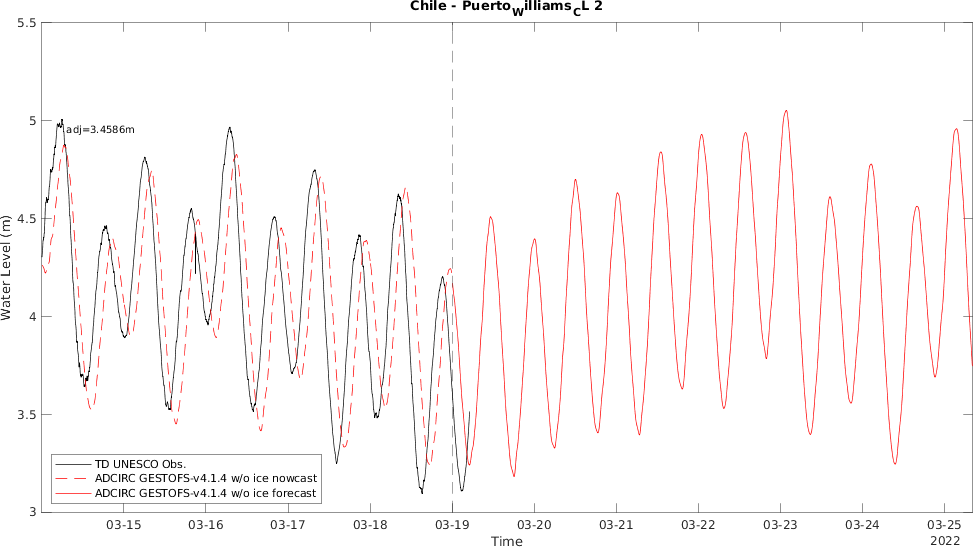 Chile - PuertoWilliamsCL 2
5.5
5
4.5
4
3.5
3
Water Level (m)
adj=3.4586m
TD UNESCO Obs.
ADCIRC GESTOFS-v4.1.4 w/o ice nowcast
ADCIRC GESTOFS-v4.1.4 w/o ice forecast
03-15 03-16 03-17 03-18 03-19 03-20 03-21 03-22 03-23 03-24 03-25
Time
2022